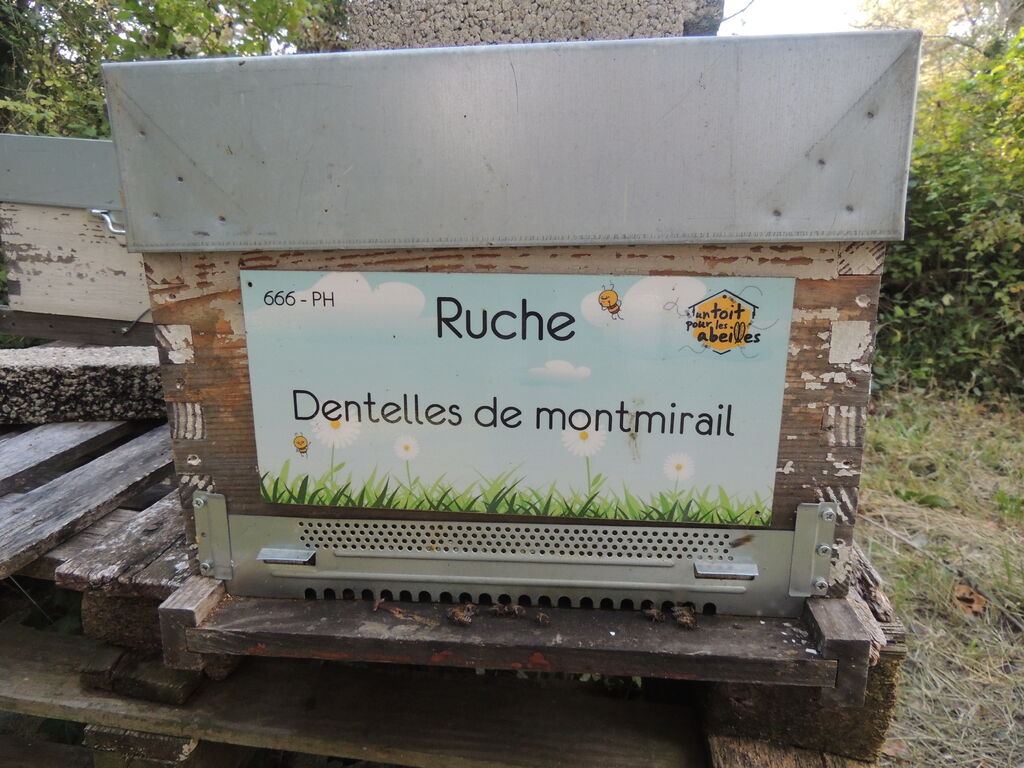 666 - PH
Ruche
un toit
pour les
abeilles
Dentelles de montmirail